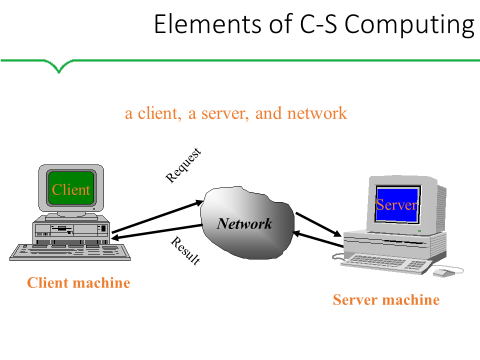 Elements of C-S Computing
a client, a server, and network
Request
Client
Server
Network
Result
Client machine
Server machine